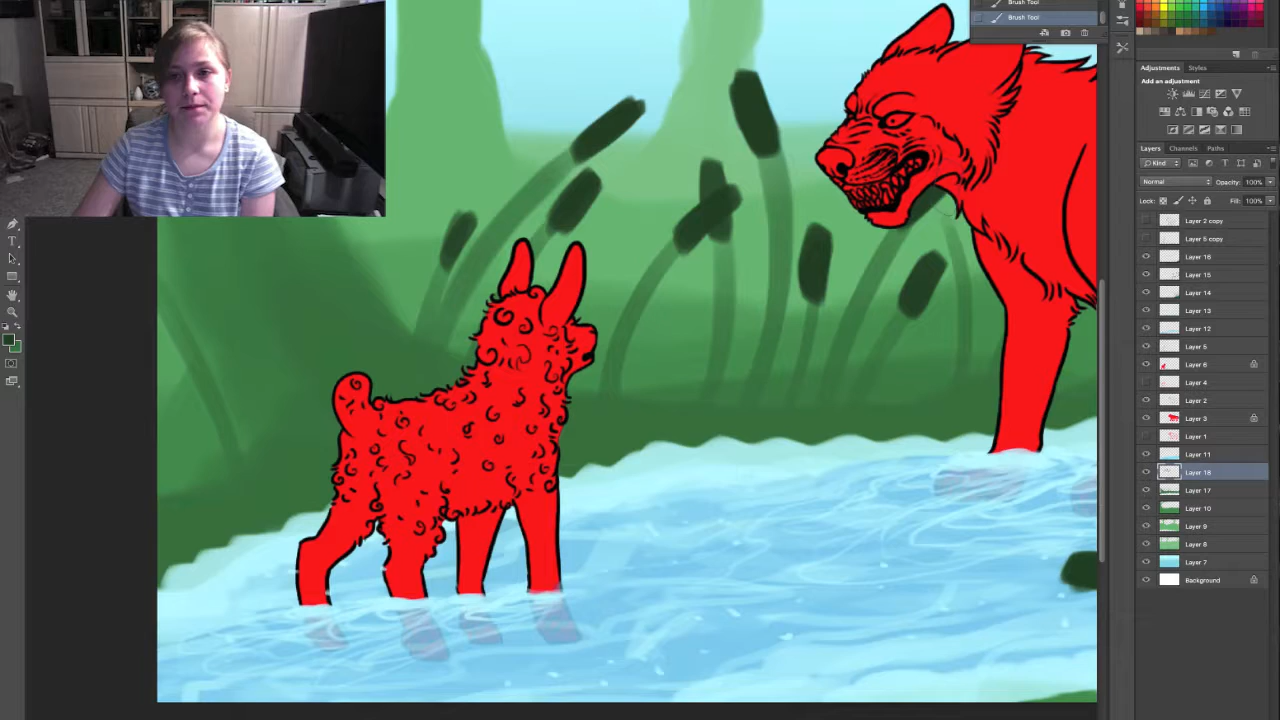 Brush Tool
Brush Tool
Adjustments Styles
Add an adjustment
Layers Channels Paths
Kind
Normal Opacity: 100%
Lock: Fill: 100%
Layer 2 copy
Layer 5 copy
Layer 16
Layer 15
Layer 14
Layer 13
Layer 12
Layer 5
Layer 6
Layer 4
Layer 2
Layer 3
Layer 1
Layer 11
Layer 18
Layer 17
Layer 10
Layer 9
Layer 8
Layer 7
Background